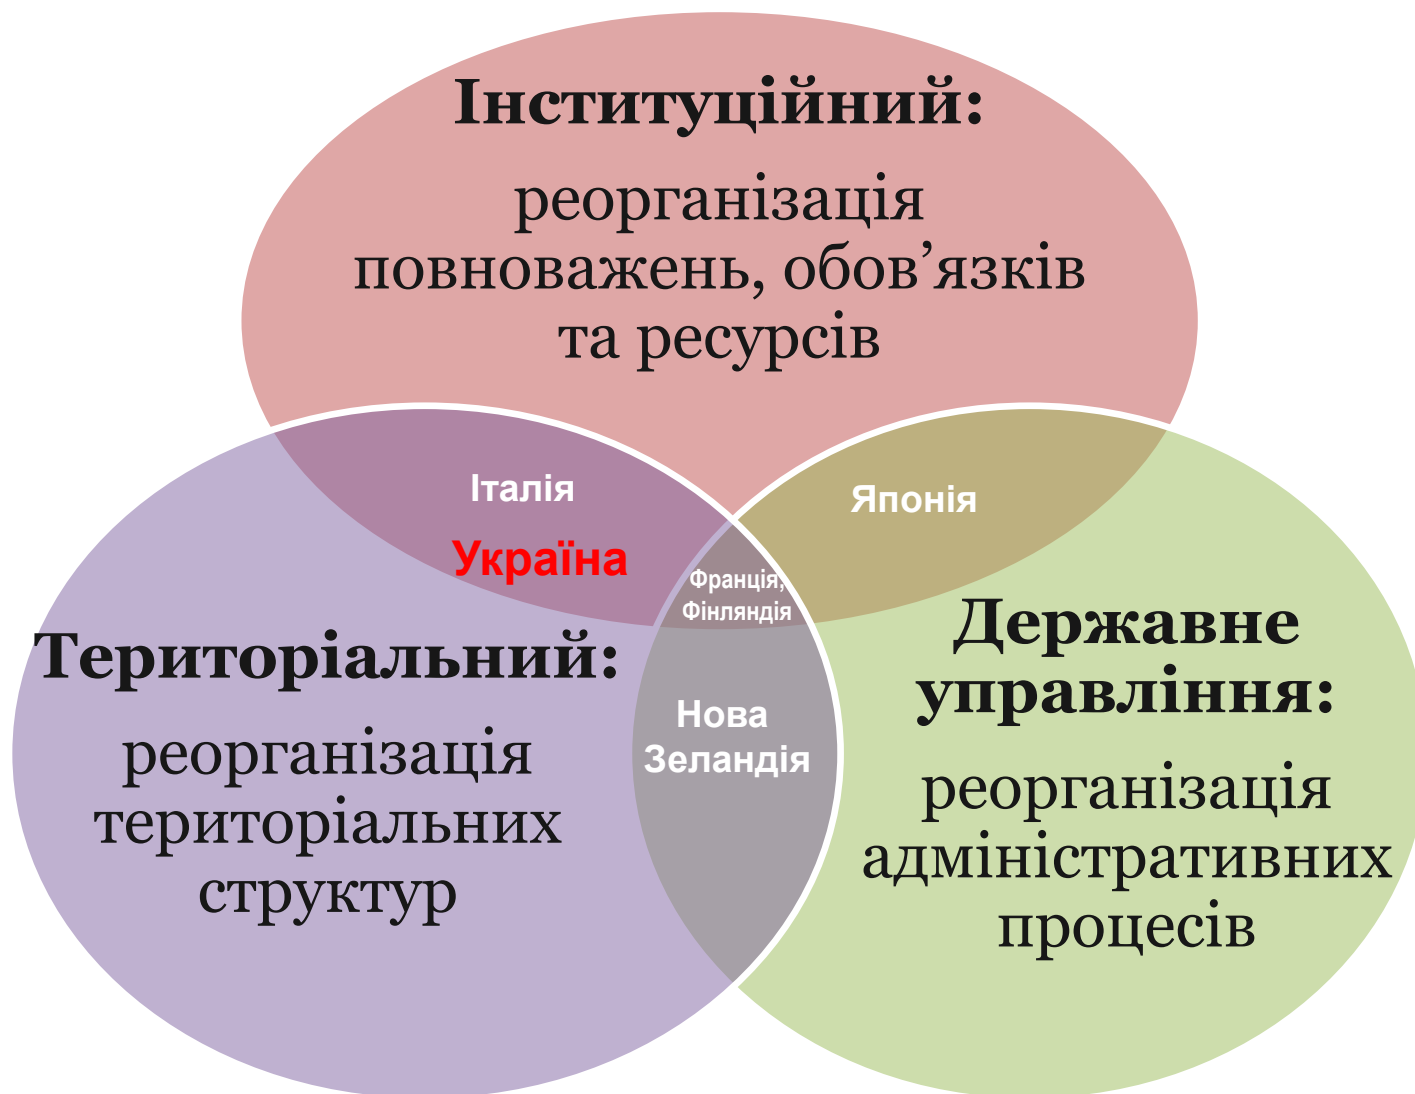 Інституційний:
реорганізація
повноважень, обов’язків
та ресурсів
Італія
Україна
Японія
Франція,
Фінляндія
Територіальний:
реорганізація
територіальних
структур
Нова
Зеландія
Державне
управління:
реорганізація
адміністративних
процесів